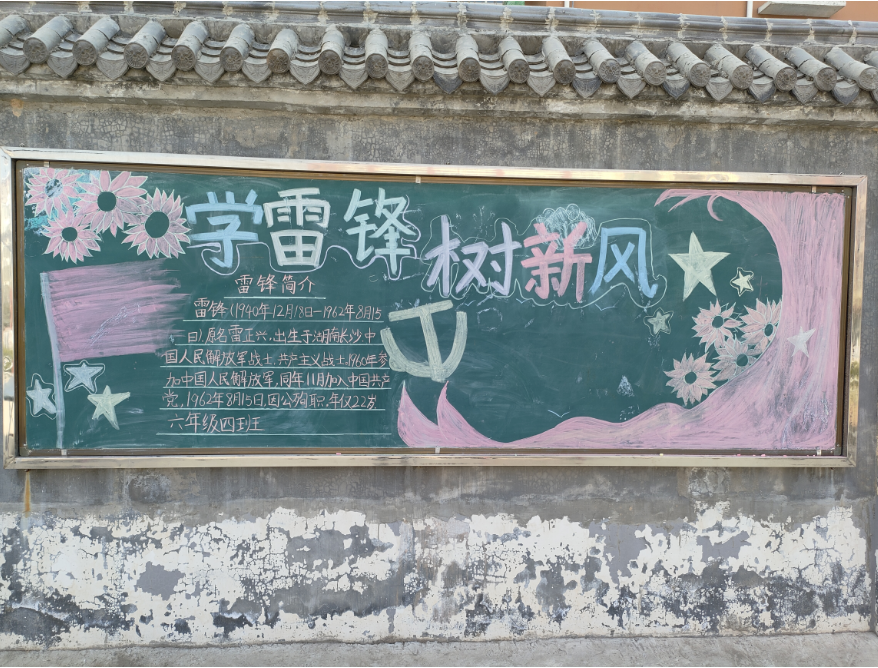 学雷锋树新风
雷锋简介
雷锋(1940年12月18日-1962年8月15
日)原名雷正兴,出生于湖南长沙中
国人民解放军战士,共产主义战士,1960年参
加中国人民解放军,同年11月加入中国共产
党,1962年8月15日,因公殉职,年仅22岁
六年级四班